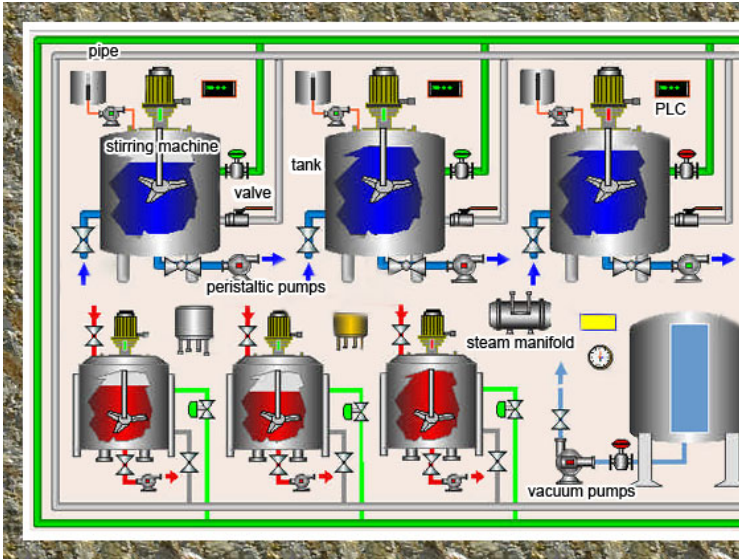 pipe
PLC
stirring machine
tank
valve
peristaltic pumps
steam manifold
vacuum pumps